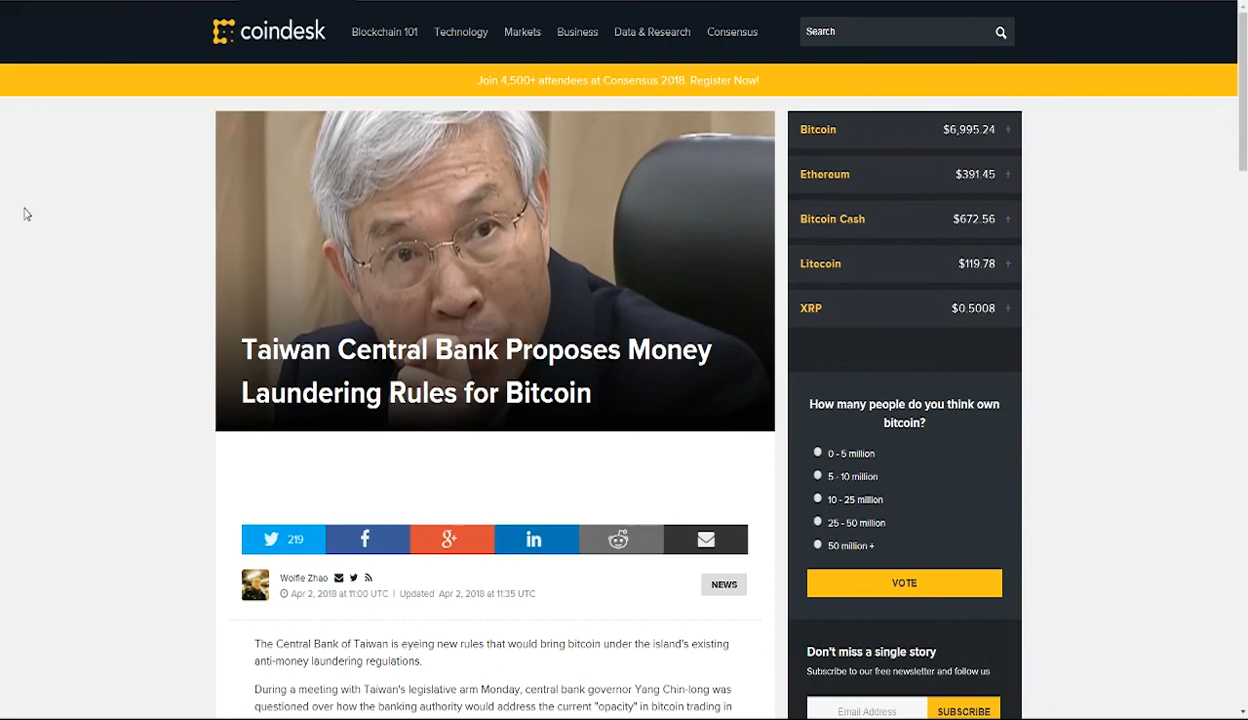 coindesk
Blockchain 101 Technology Markets Business Data & Research Consensus
Search
Join 4,500+ attendees at Consensus 2018. Register Now!
Taiwan Central Bank Proposes Money
Laundering Rules for Bitcoin
219
Wolfie Zhao
Apr 2, 2018 at 11:00 UTC | Updated Apr 2, 2018 at 11:35 UTC
NEWS
The Central Bank of Taiwan is eyeing new rules that would bring bitcoin under the island's existing
anti-money laundering regulations.
During a meeting with Taiwan's legislative arm Monday, central bank governor Yang Chin-long was
questioned over how the banking authority would address the current "opacity" in bitcoin trading in
Bitcoin $6,995.24 +
Ethereum $391.45 +
Bitcoin Cash $672.56 +
Litecoin $119.78 +
XRP $0.5008 +
How many people do you think own
bitcoin?
0 - 5 million
5 - 10 million
10 - 25 million
25 - 50 million
50 million +
VOTE
Don't miss a single story
Subscribe to our free newsletter and follow us
Email Address SUBSCRIBE